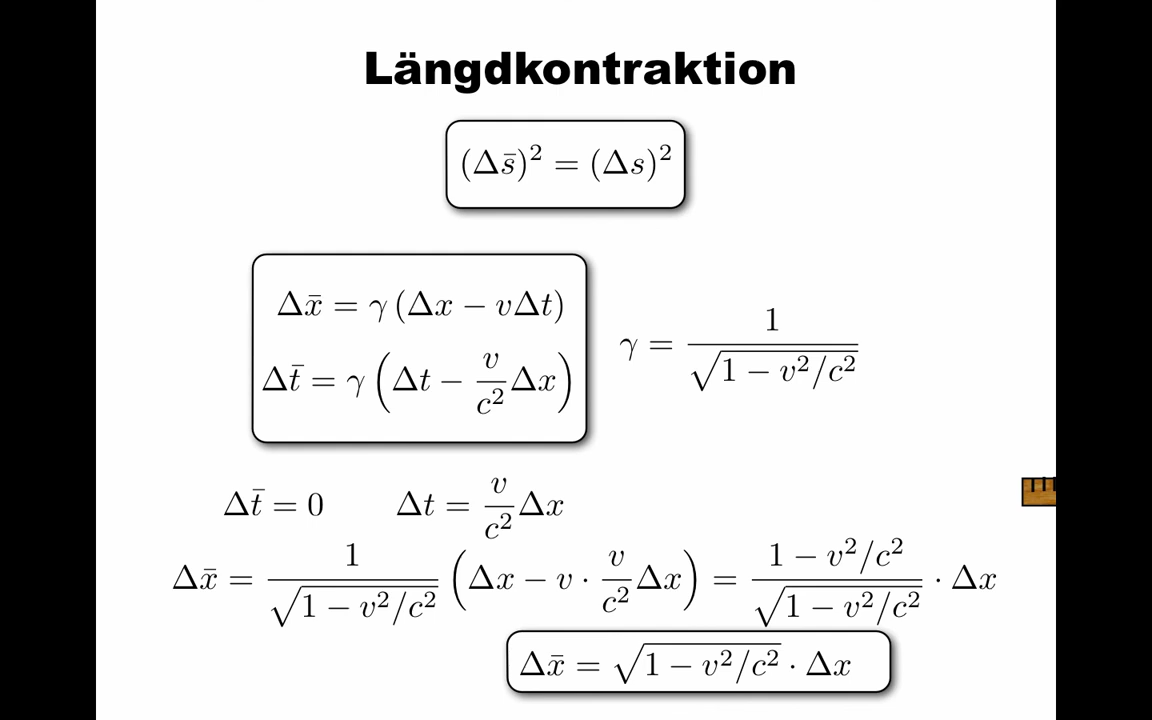 Längdkontraktion
(Δs̄)² = (Δs)²
Δx̄ = γ (Δx − vΔt)
Δt̄ = γ (Δt − v/c² Δx)
γ = 1/√(1 − v²/c²)
Δt̄ = 0    Δt = v/c² Δx
Δx̄ = 1/√(1 − v²/c²) (Δx − v · v/c² Δx) = (1 − v²/c²)/√(1 − v²/c²) · Δx
Δx̄ = √(1 − v²/c²) · Δx